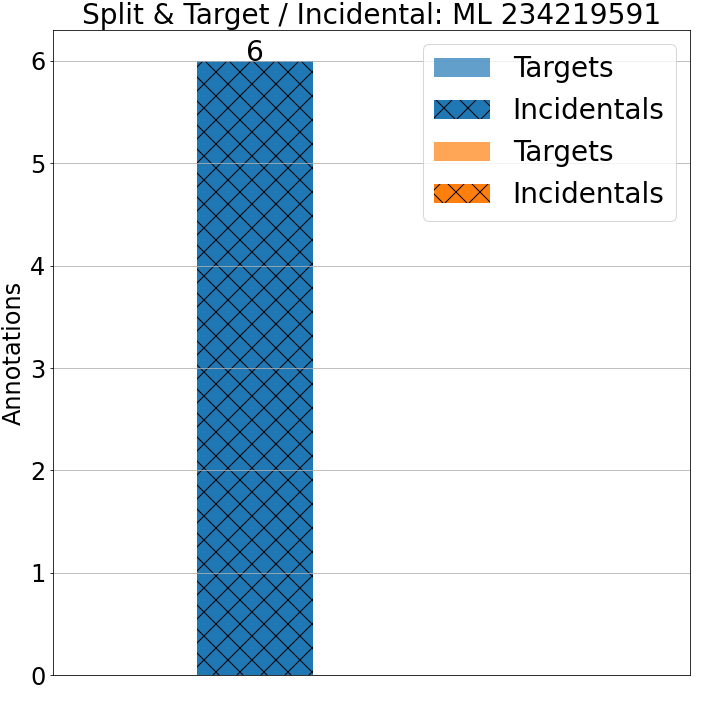 Split & Target / Incidental: ML 234219591
6
Targets
Incidentals
Targets
Incidentals
6
5
4
3
2
1
0
Annotations